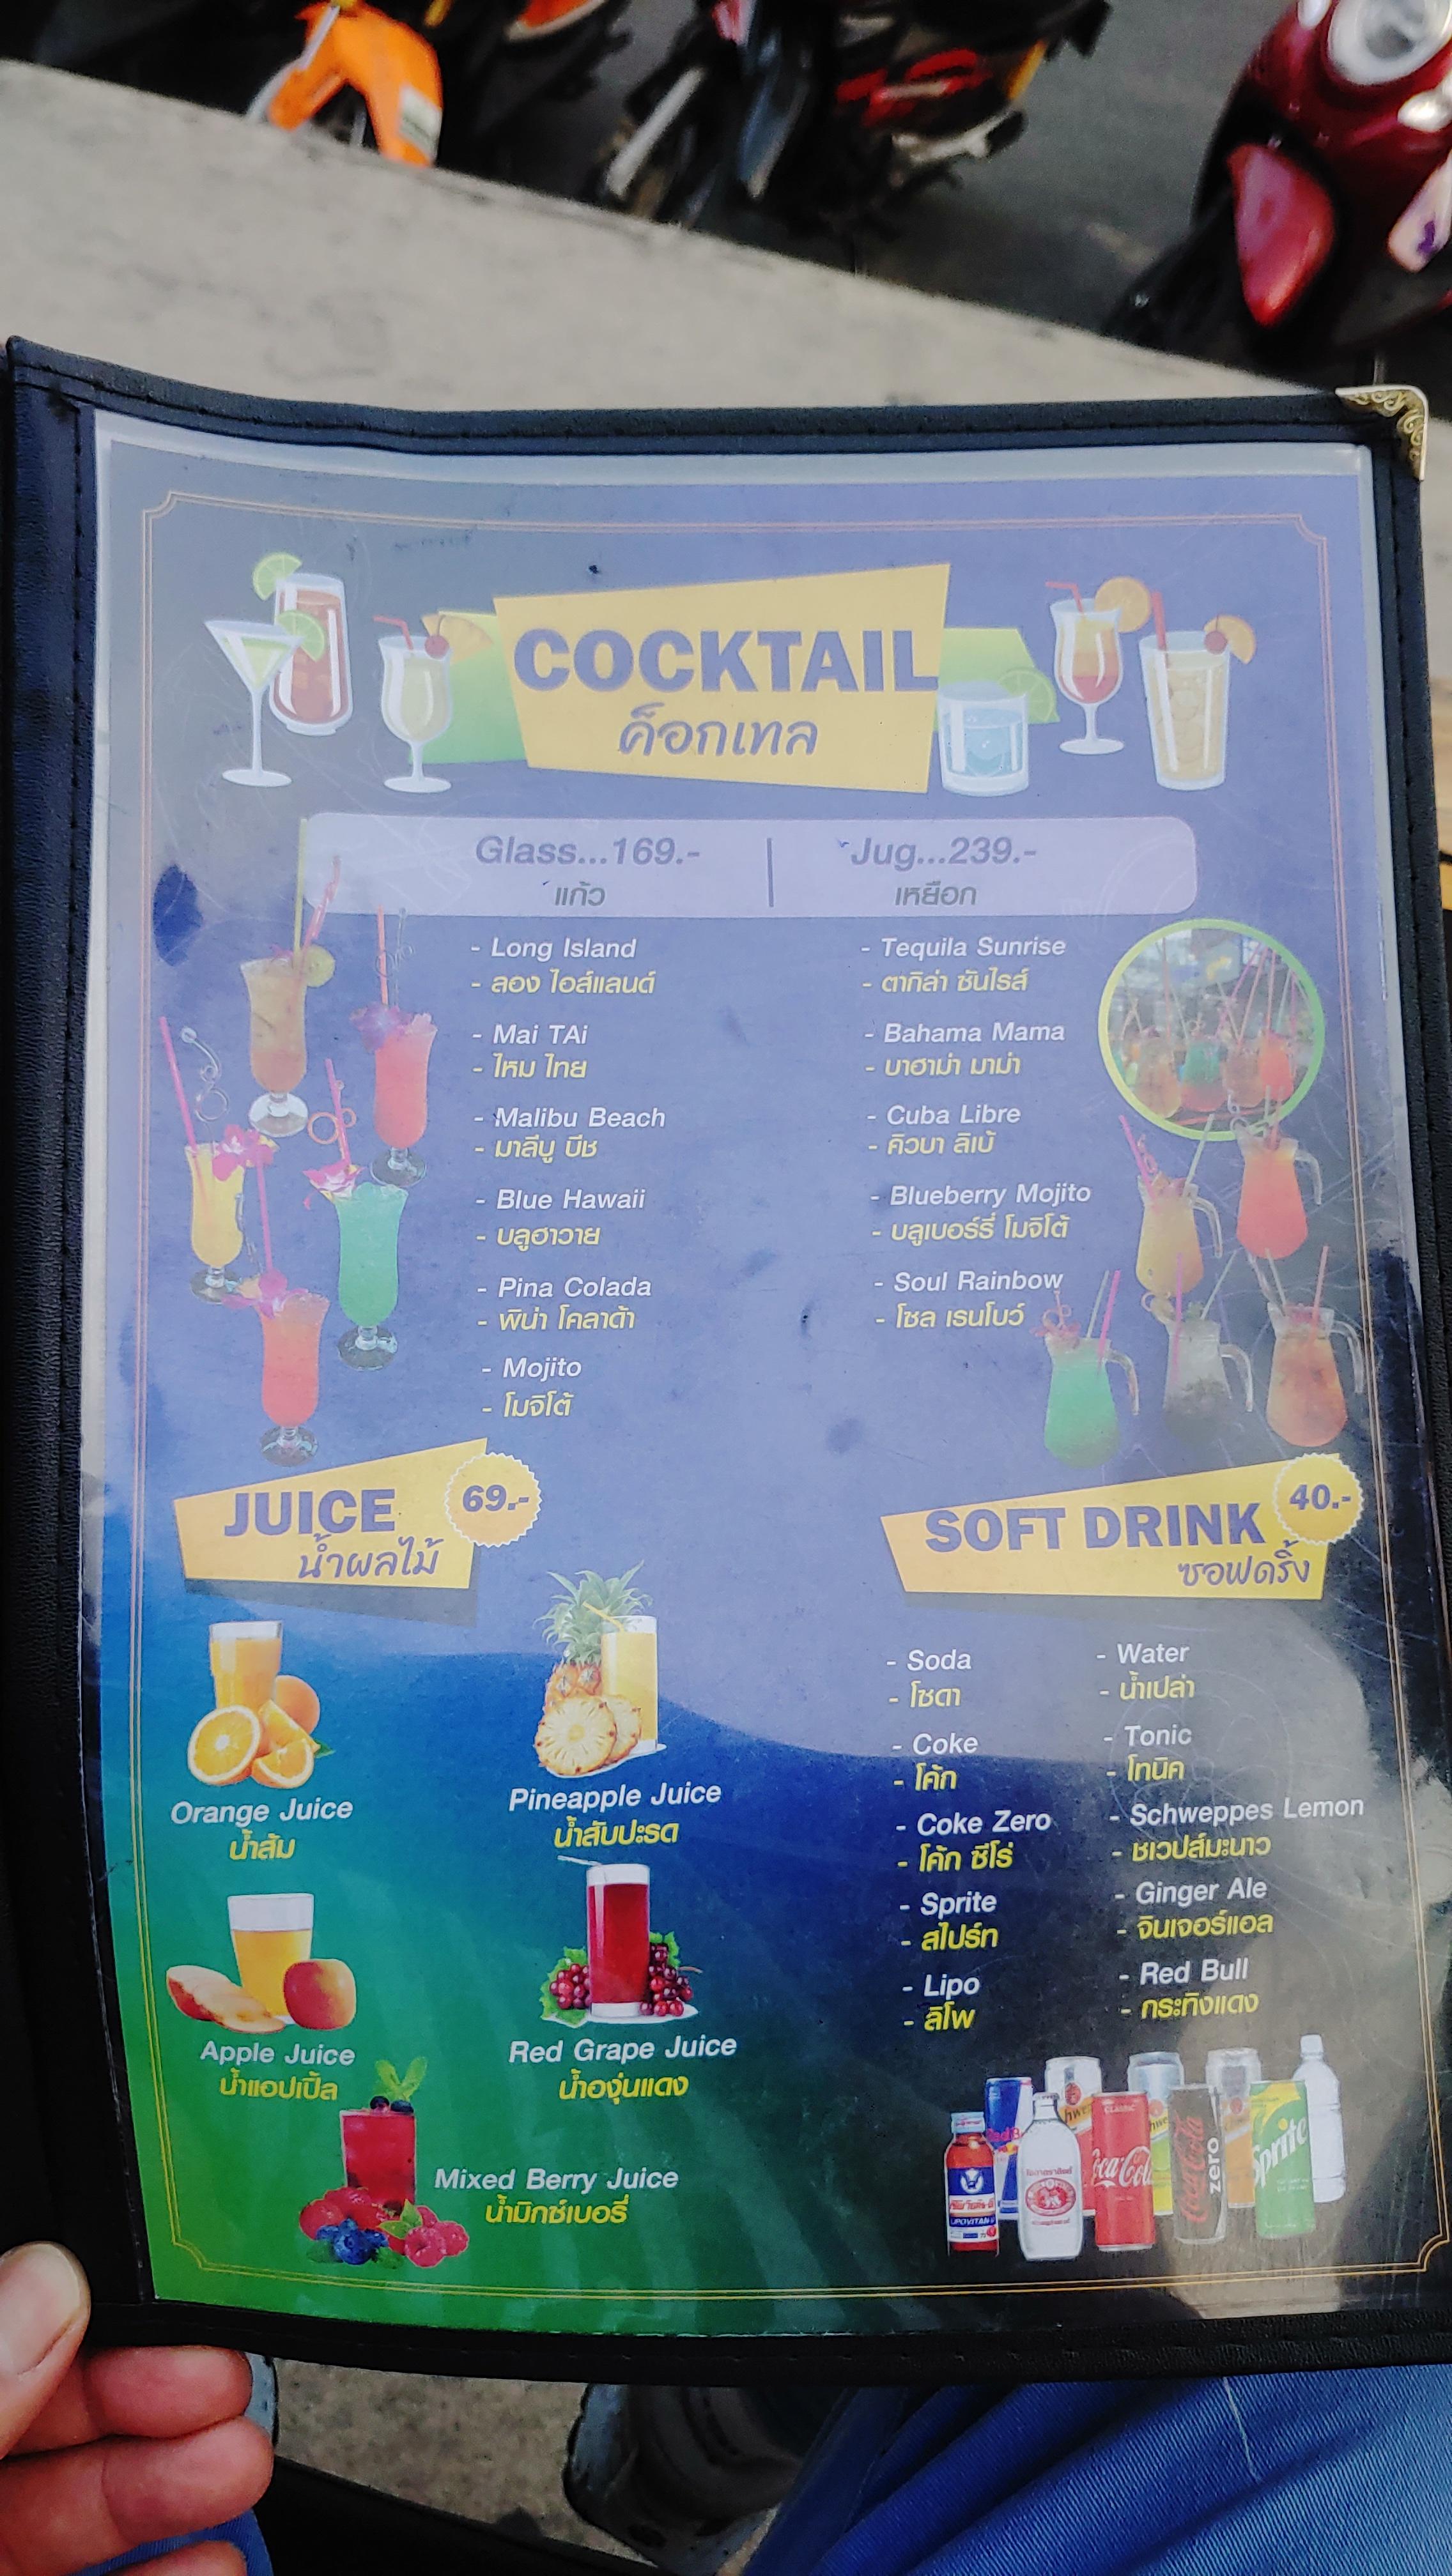 COCKTAIL
ค็อกเทล
Glass...169.-
แก้ว
Jug...239.-
เหยือก
- Long Island
- ลอง ไอส์แลนด์
- Mai TAi
- ไหม ไทย
- Malibu Beach
- มาลีบู บีช
- Blue Hawaii
- บลูฮาวาย
- Pina Colada
- พิน่า โคลาด้า
- Mojito
- โมจิโต้
- Tequila Sunrise
- ตากิล่า ซันไรส์
- Bahama Mama
- บาฮาม่า มาม่า
- Cuba Libre
- คิวบา ลิเบ้
- Blueberry Mojito
- บลูเบอร์รี่ โมจิโต้
- Soul Rainbow
- โซล เรนโบว์
JUICE
น้ำผลไม้
69.-
Orange Juice
น้ำส้ม
Pineapple Juice
น้ำสับปะรด
Apple Juice
น้ำแอปเปิ้ล
Red Grape Juice
น้ำองุ่นแดง
Mixed Berry Juice
น้ำมิกซ์เบอรี่
SOFT DRINK
ซอฟดริ้ง
40.-
- Soda
- โซดา
- Coke
- โค้ก
- Coke Zero
- โค้ก ซีโร่
- Sprite
- สไปร์ท
- Lipo
- ลิโพ
- Water
- น้ำเปล่า
- Tonic
- โทนิค
- Schweppes Lemon
- ชเวปส์มะนาว
- Ginger Ale
- จินเจอร์แอล
- Red Bull
- กระทิงแดง
LIPOVITAN
Coca-Cola
Coca-Cola
zero
Sprite